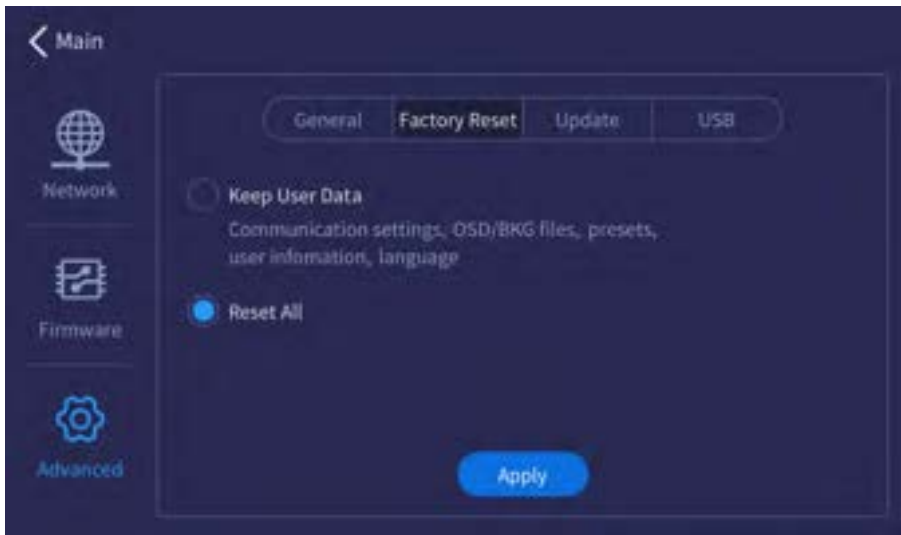 Main
General Factory Reset Update USB
Network
Keep User Data
Communication settings, OSD/BKG files, presets,
user infomation, language
Firmware
Reset All
Advanced
Apply